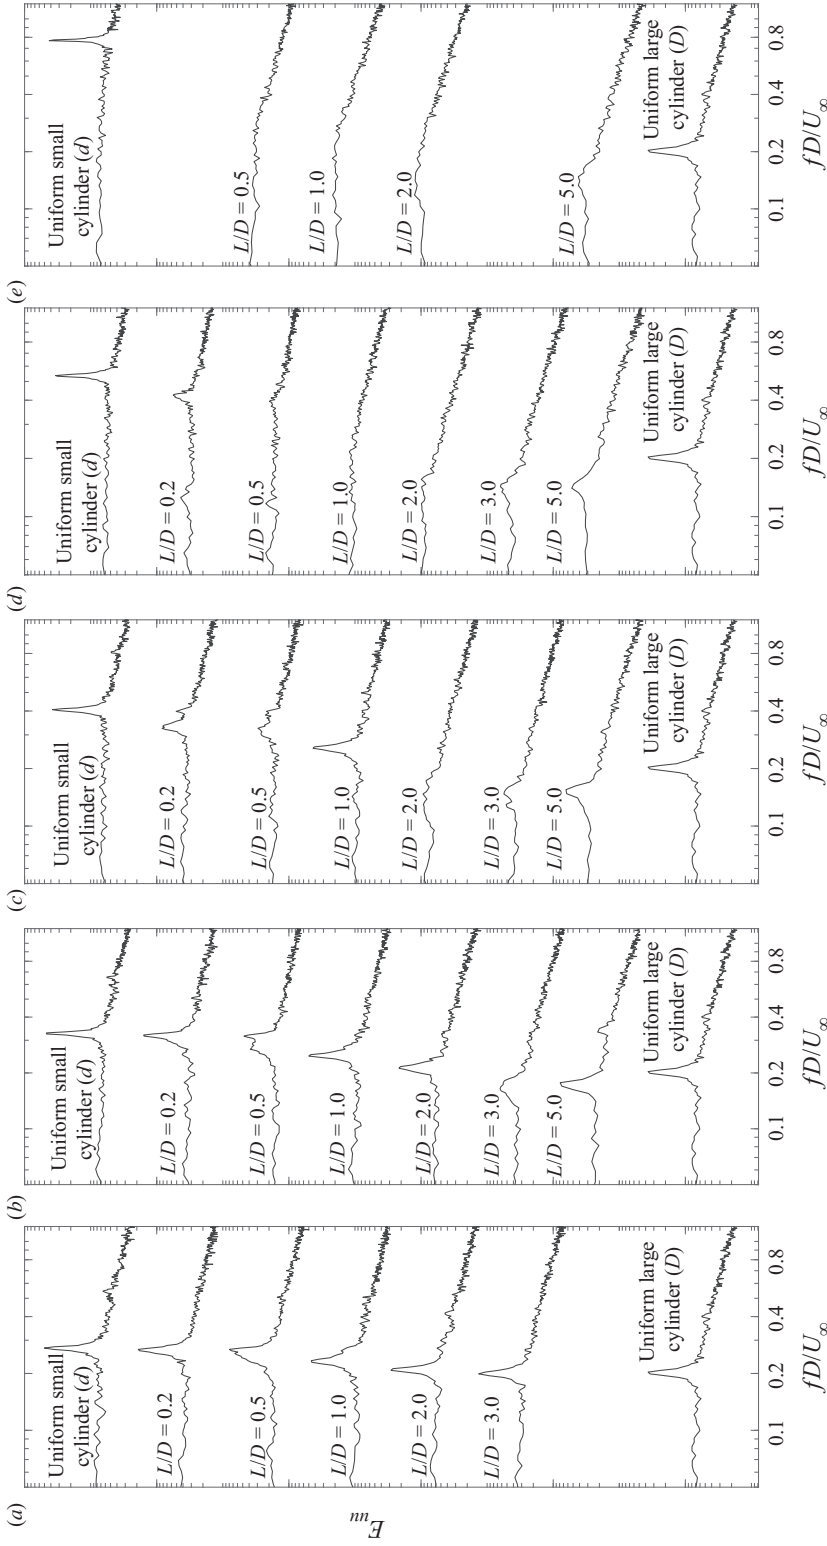 (a)
Uniform small
cylinder (d)
L/D = 0.2
L/D = 0.5
L/D = 1.0
L/D = 2.0
L/D = 3.0
Uniform large
cylinder (D)
E_uu
0.1
0.2
0.4
0.8
fD/U∞
(b)
Uniform small
cylinder (d)
L/D = 0.2
L/D = 0.5
L/D = 1.0
L/D = 2.0
L/D = 3.0
L/D = 5.0
Uniform large
cylinder (D)
0.1
0.2
0.4
0.8
fD/U∞
(c)
Uniform small
cylinder (d)
L/D = 0.2
L/D = 0.5
L/D = 1.0
L/D = 2.0
L/D = 3.0
L/D = 5.0
Uniform large
cylinder (D)
0.1
0.2
0.4
0.8
fD/U∞
(d)
Uniform small
cylinder (d)
L/D = 0.2
L/D = 0.5
L/D = 1.0
L/D = 2.0
L/D = 3.0
L/D = 5.0
Uniform large
cylinder (D)
0.1
0.2
0.4
0.8
fD/U∞
(e)
Uniform small
cylinder (d)
L/D = 0.5
L/D = 1.0
L/D = 2.0
L/D = 5.0
Uniform large
cylinder (D)
0.1
0.2
0.4
0.8
fD/U∞